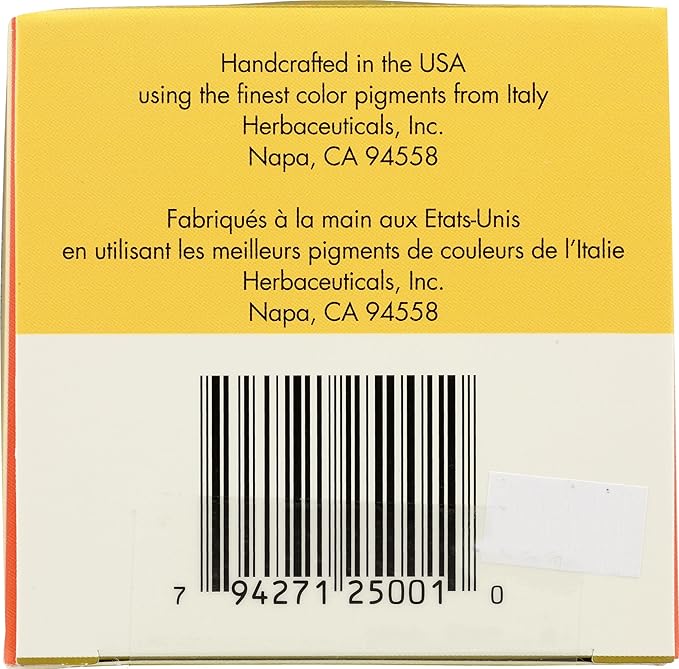 Handcrafted in the USA
using the finest color pigments from Italy
Herbaceuticals, Inc.
Napa, CA 94558
Fabriqués à la main aux Etats-Unis
en utilisant les meilleurs pigments de couleurs de l'Italie
Herbaceuticals, Inc.
Napa, CA 94558
7 94271 25001 0